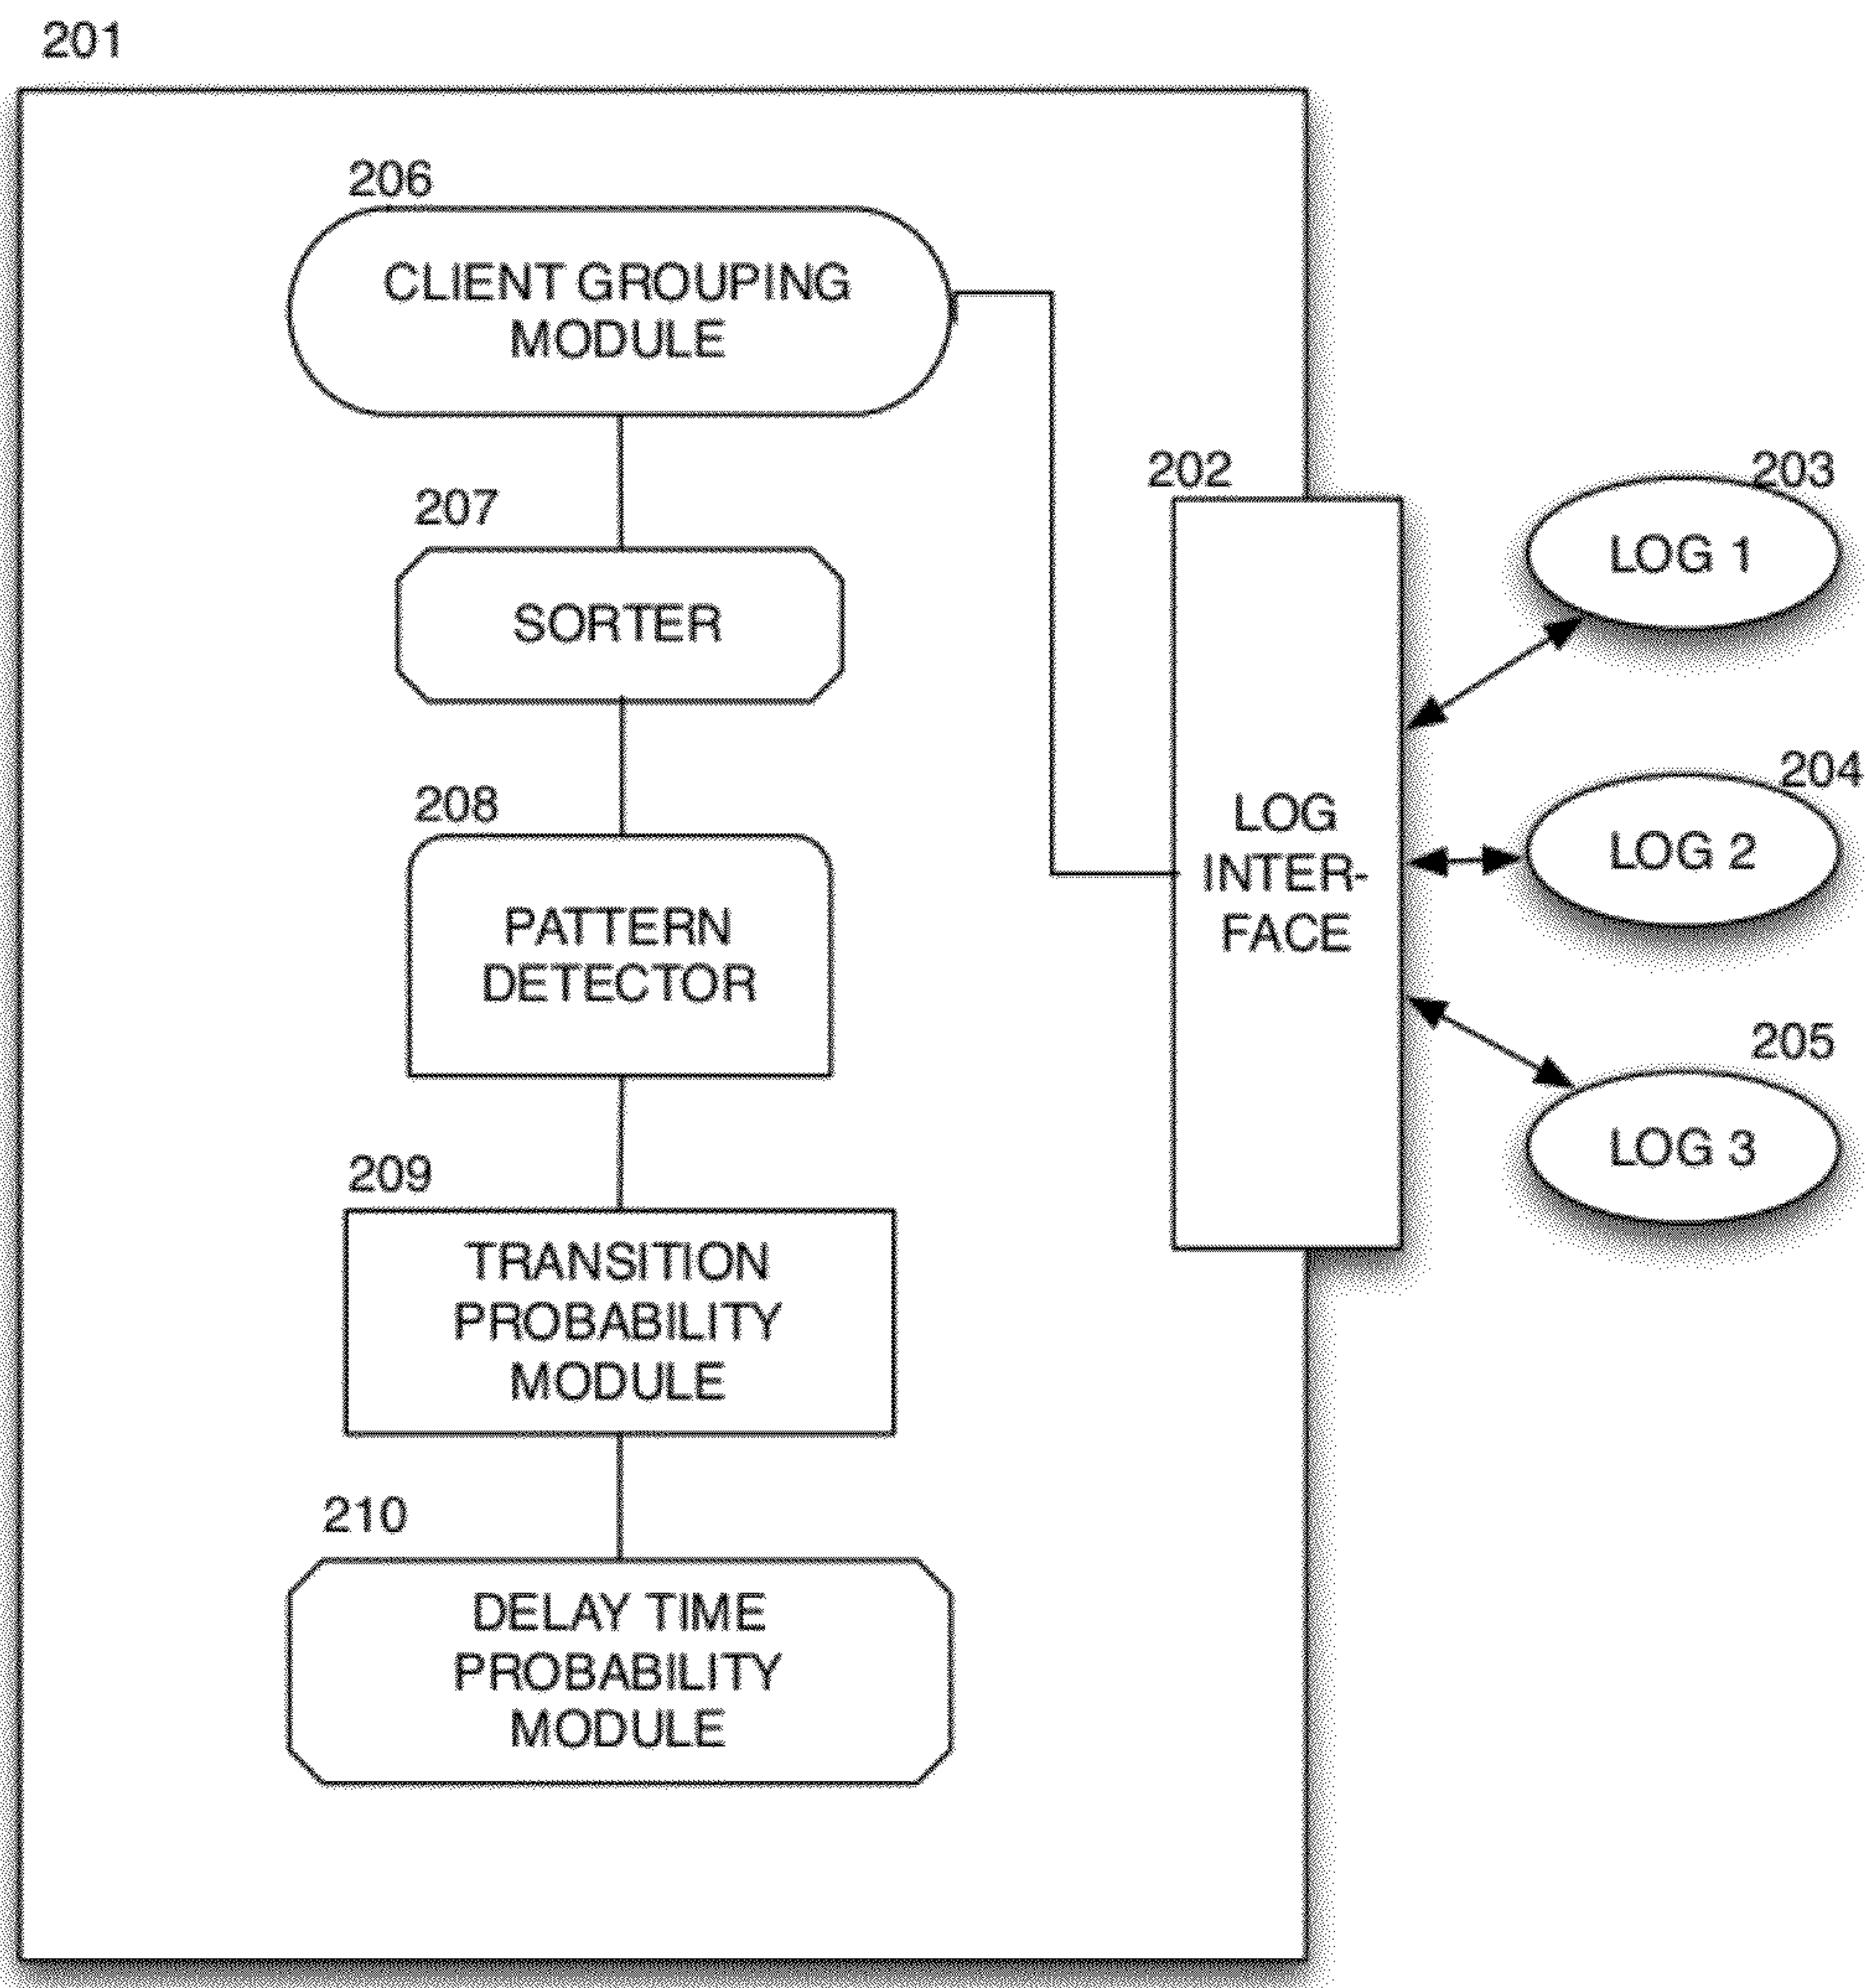 201
206
CLIENT GROUPING
MODULE
207
SORTER
208
PATTERN
DETECTOR
209
TRANSITION
PROBABILITY
MODULE
210
DELAY TIME
PROBABILITY
MODULE
202
LOG
INTER-
FACE
203
LOG 1
204
LOG 2
205
LOG 3